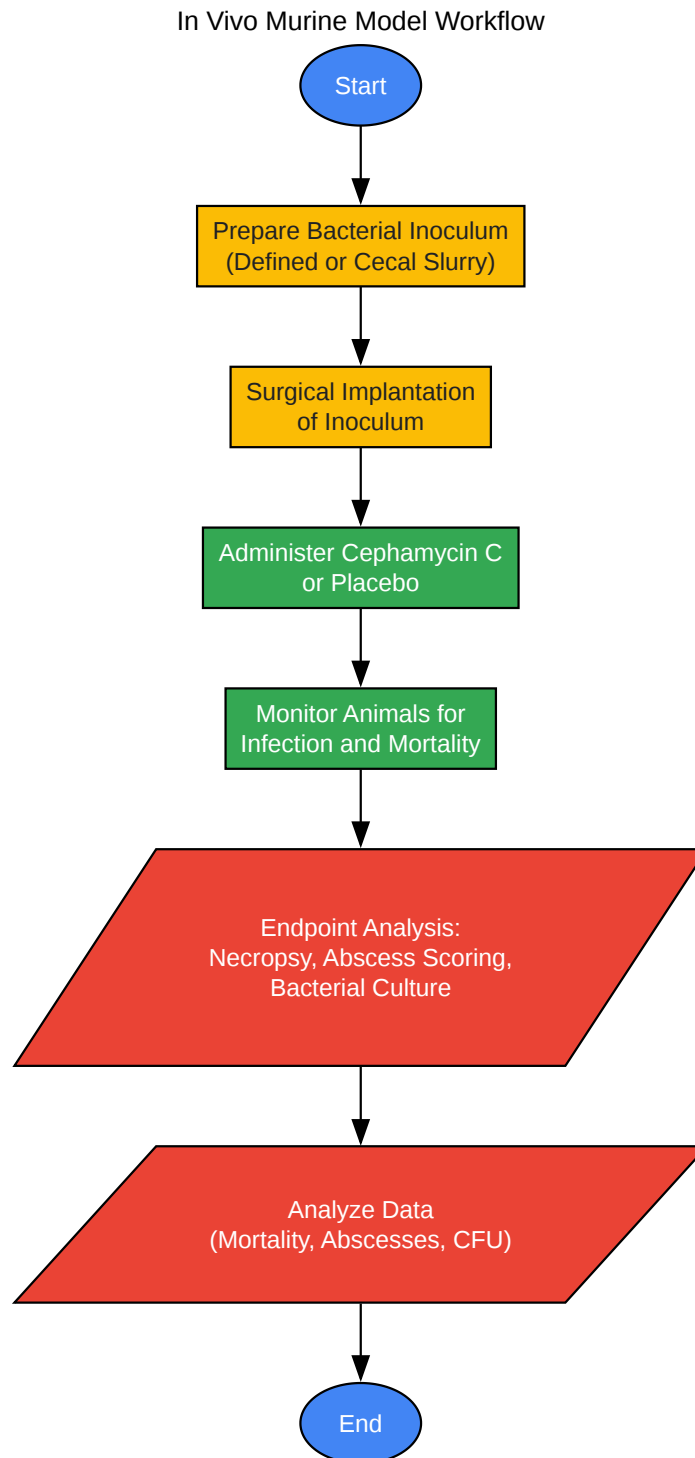 In Vivo Murine Model Workflow
Start
Prepare Bacterial Inoculum
(Defined or Cecal Slurry)
Surgical Implantation
of Inoculum
Administer Cephamycin C
or Placebo
Monitor Animals for
Infection and Mortality
Endpoint Analysis:
Necropsy, Abscess Scoring,
Bacterial Culture
Analyze Data
(Mortality, Abscesses, CFU)
End